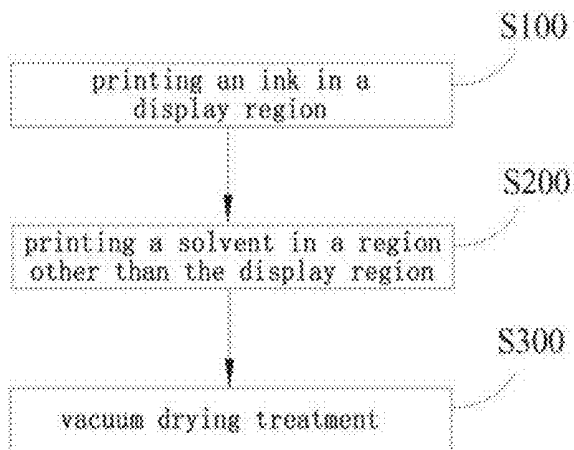 S100
printing an ink in a
display region
S200
printing a solvent in a region
other than the display region
S300
vacuum drying treatment